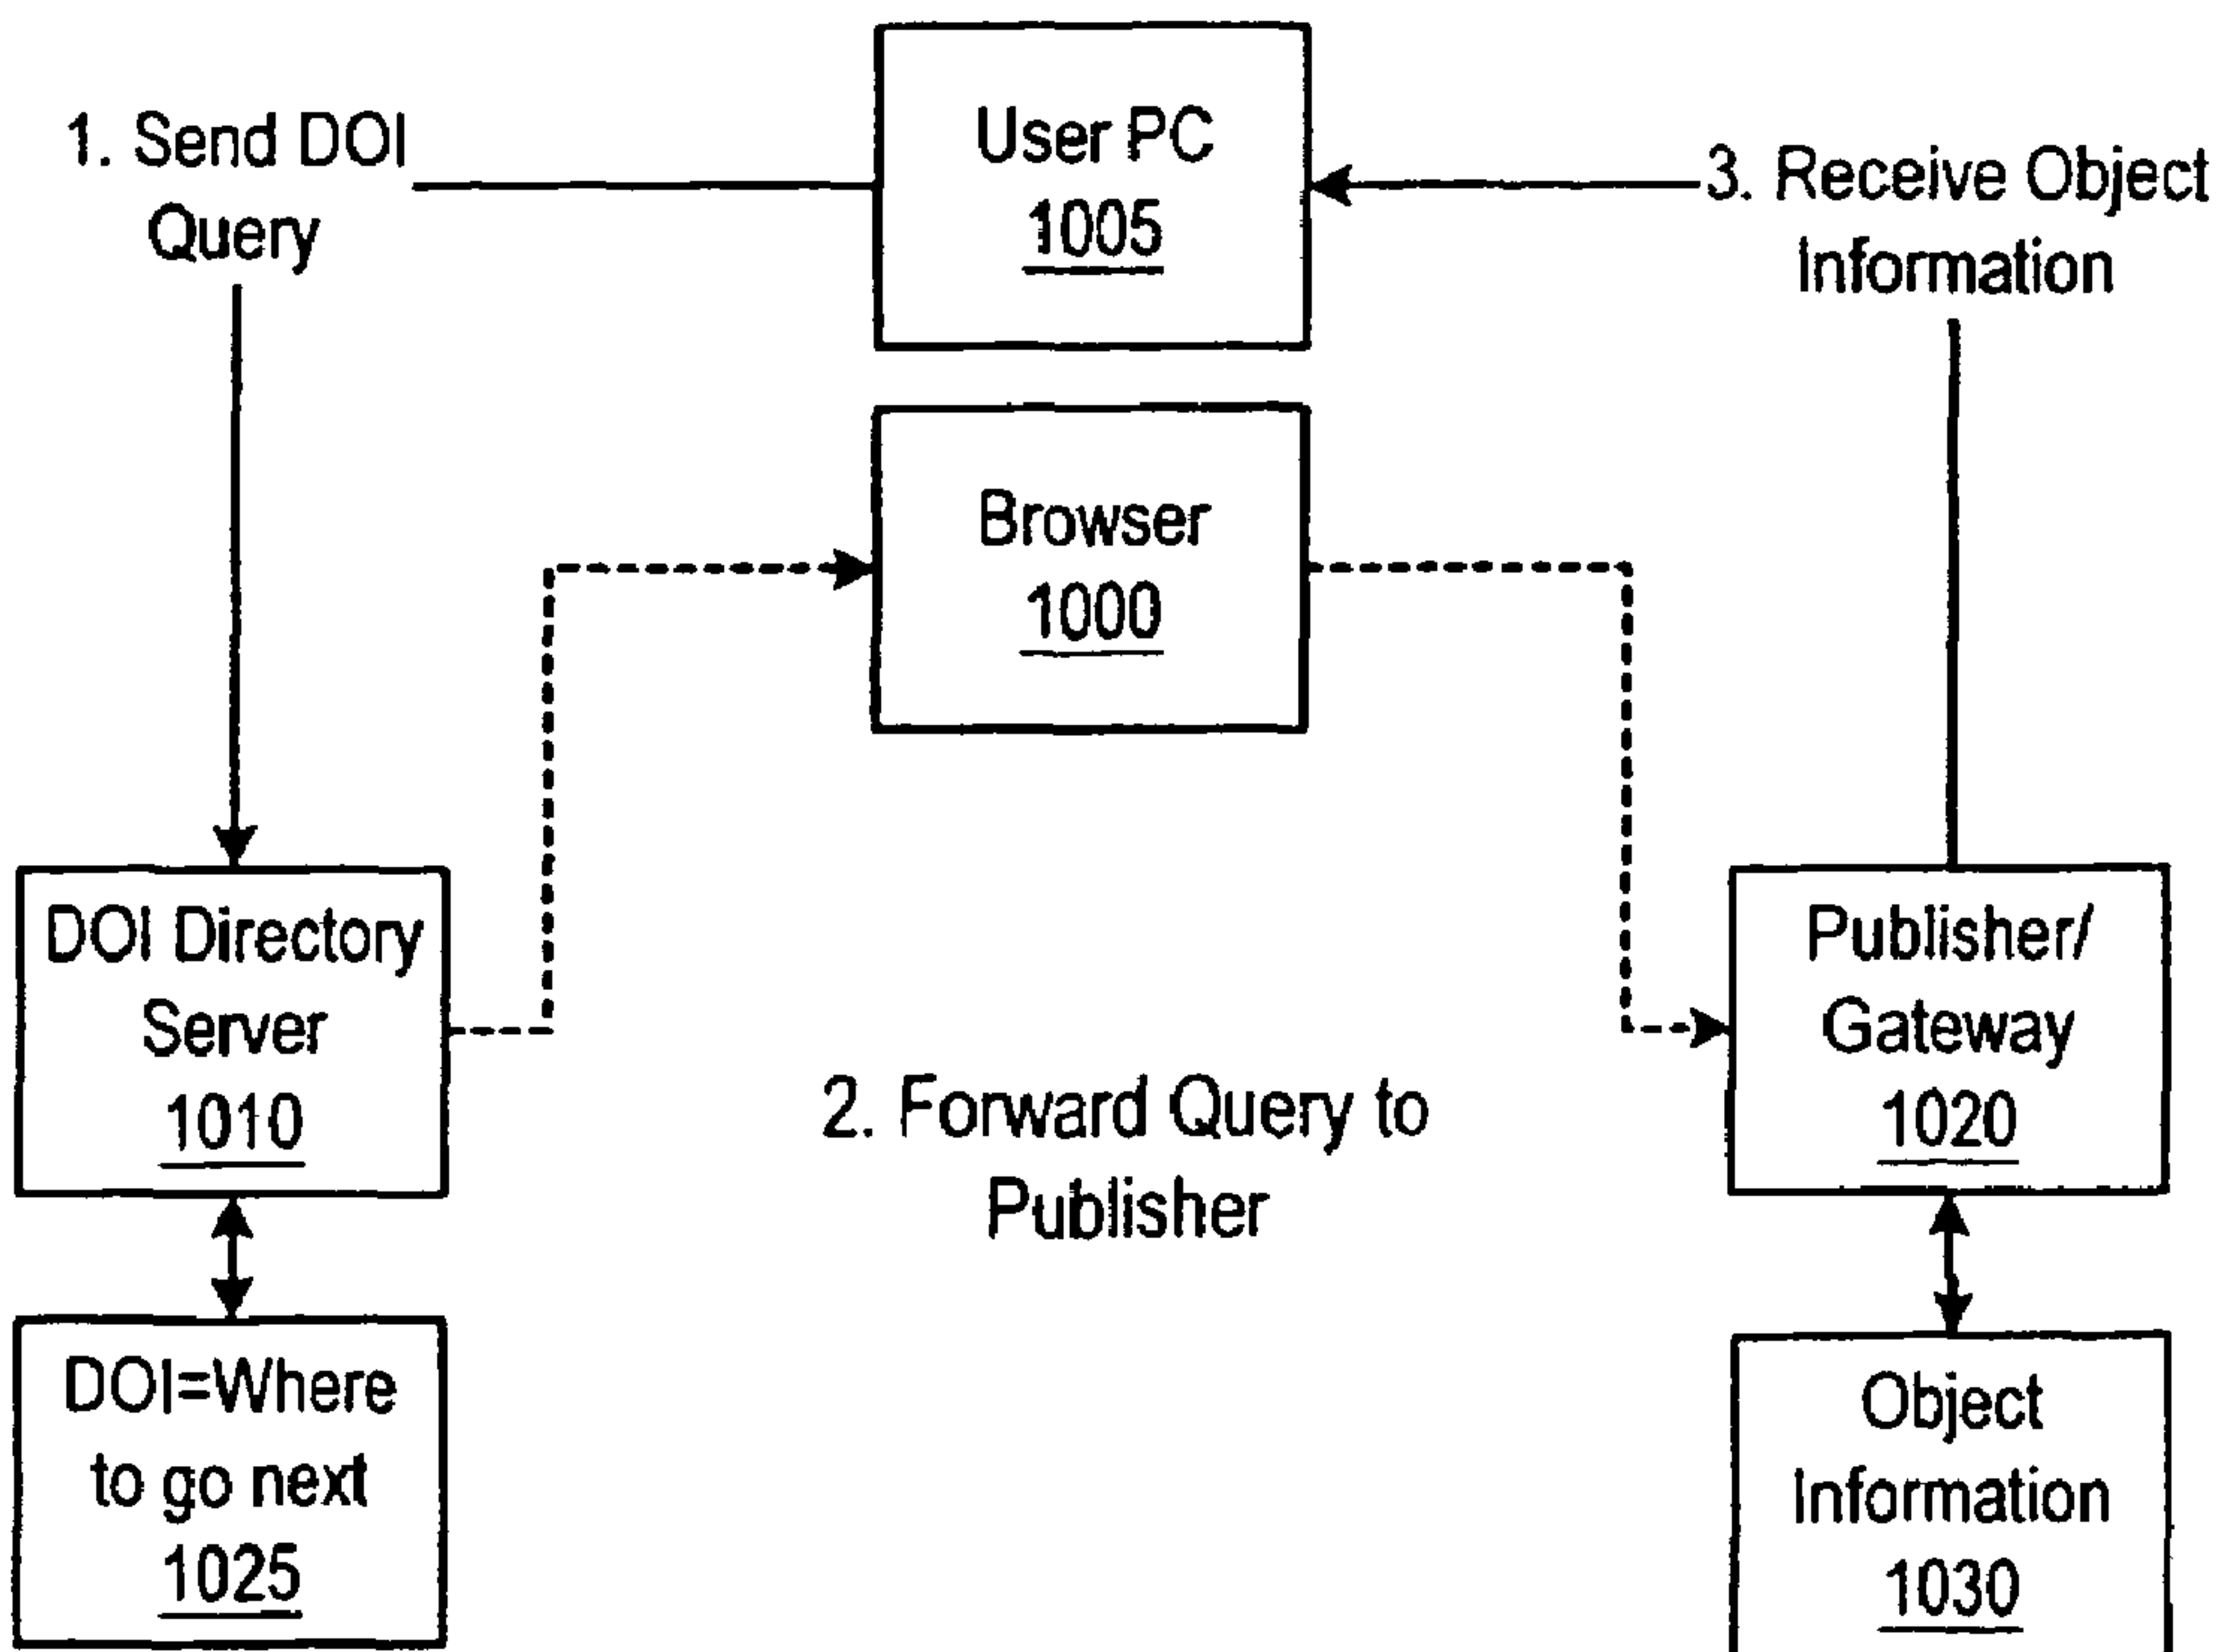 1. Send DOI
Query
User PC
1005
3. Receive Object
Information
Browser
1000
DOI Directory
Server
1010
2. Forward Query to
Publisher
Publisher/
Gateway
1020
DOI=Where
to go next
1025
Object
Information
1030